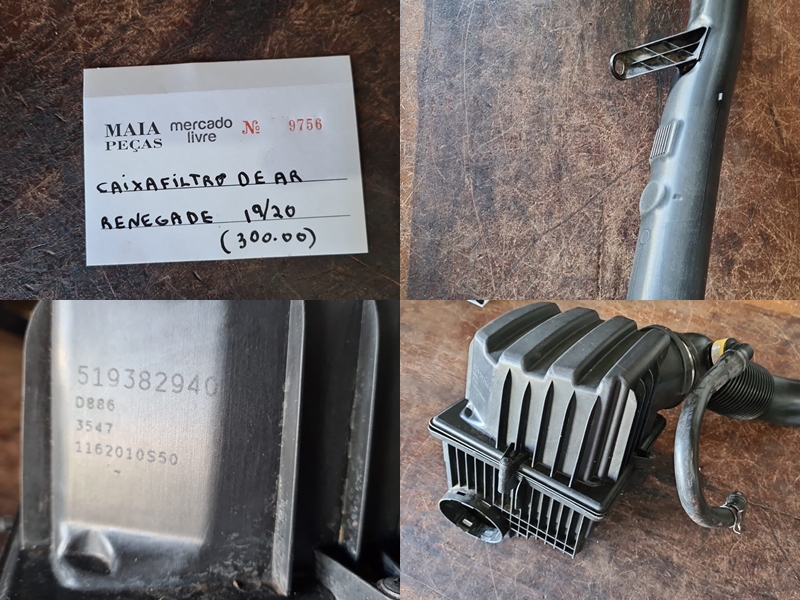 MAIA PEÇAS mercado livre Nº 9756
CAIXAFILTRO DE AR
RENEGADE 19/20
(300.00)
519382940
D886
3547
1162010S50